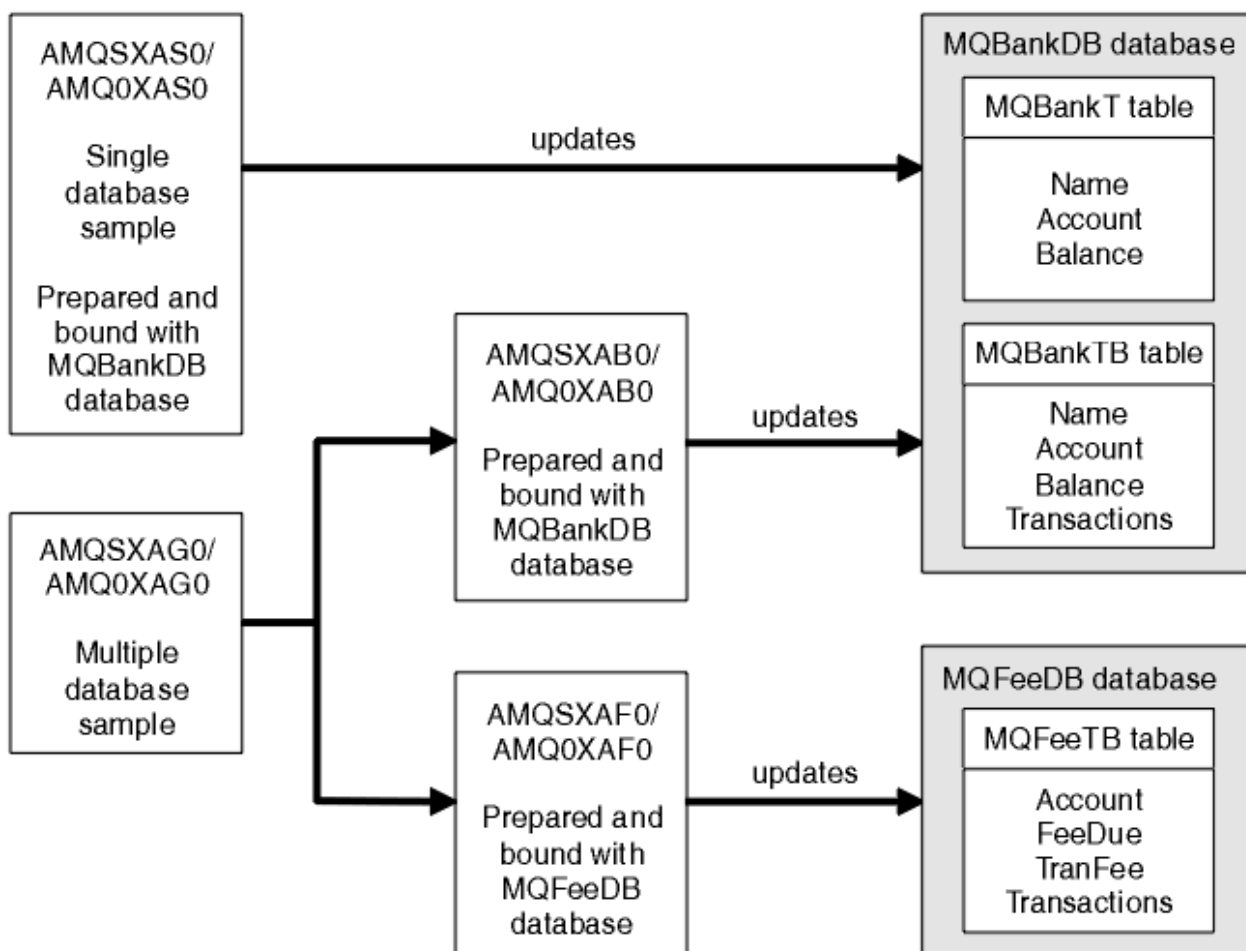 AMQSXAS0/
AMQ0XAS0
Single
database
sample
Prepared and
bound with
MQBankDB
database
updates
MQBankDB database
MQBankT table
Name
Account
Balance
MQBankTB table
Name
Account
Balance
Transactions
AMQSXAB0/
AMQ0XAB0
Prepared and
bound with
MQBankDB
database
updates
AMQSXAG0/
AMQ0XAG0
Multiple
database
sample
AMQSXAF0/
AMQ0XAF0
Prepared and
bound with
MQFeeDB
database
updates
MQFeeDB database
MQFeeTB table
Account
FeeDue
TranFee
Transactions